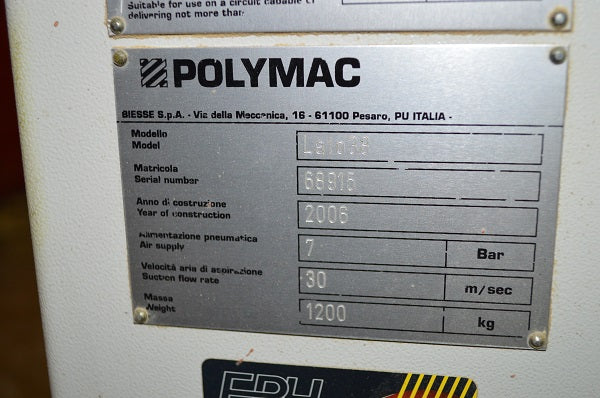 Suitable for use on a circuit capable of
delivering not more than
POLYMAC
BIESSE S.p.A. - Via della Meccanica, 16 - 61100 Pesaro, PU ITALIA -
Modello
Model
Matricola
Serial number 68915
Anno di costruzione
Year of construction 2006
Alimentazione pneumatica
Air supply 7 Bar
Velocità aria di aspirazione
Suction flow rate 30 m/sec
Massa
Weight 1200 kg